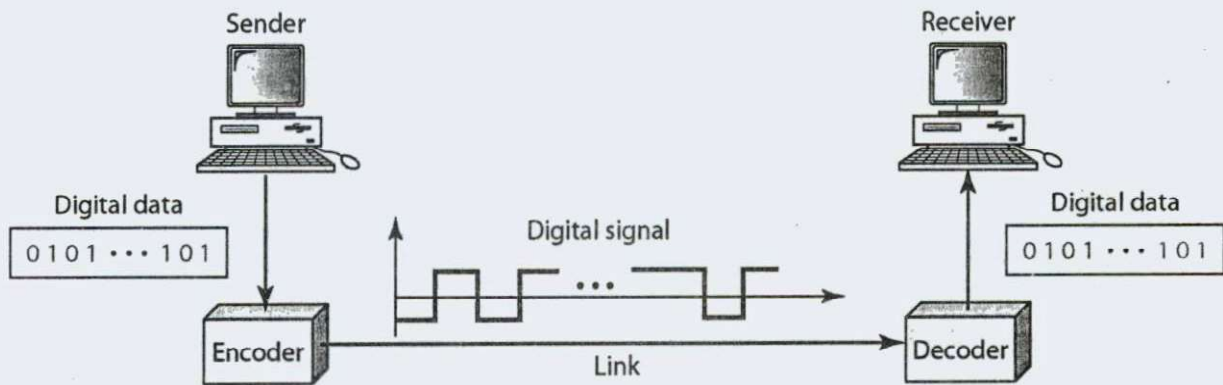 Sender
Receiver
Digital data
0101 ••• 101
Digital signal
•••
Digital data
0101 ••• 101
Encoder
Link
Decoder